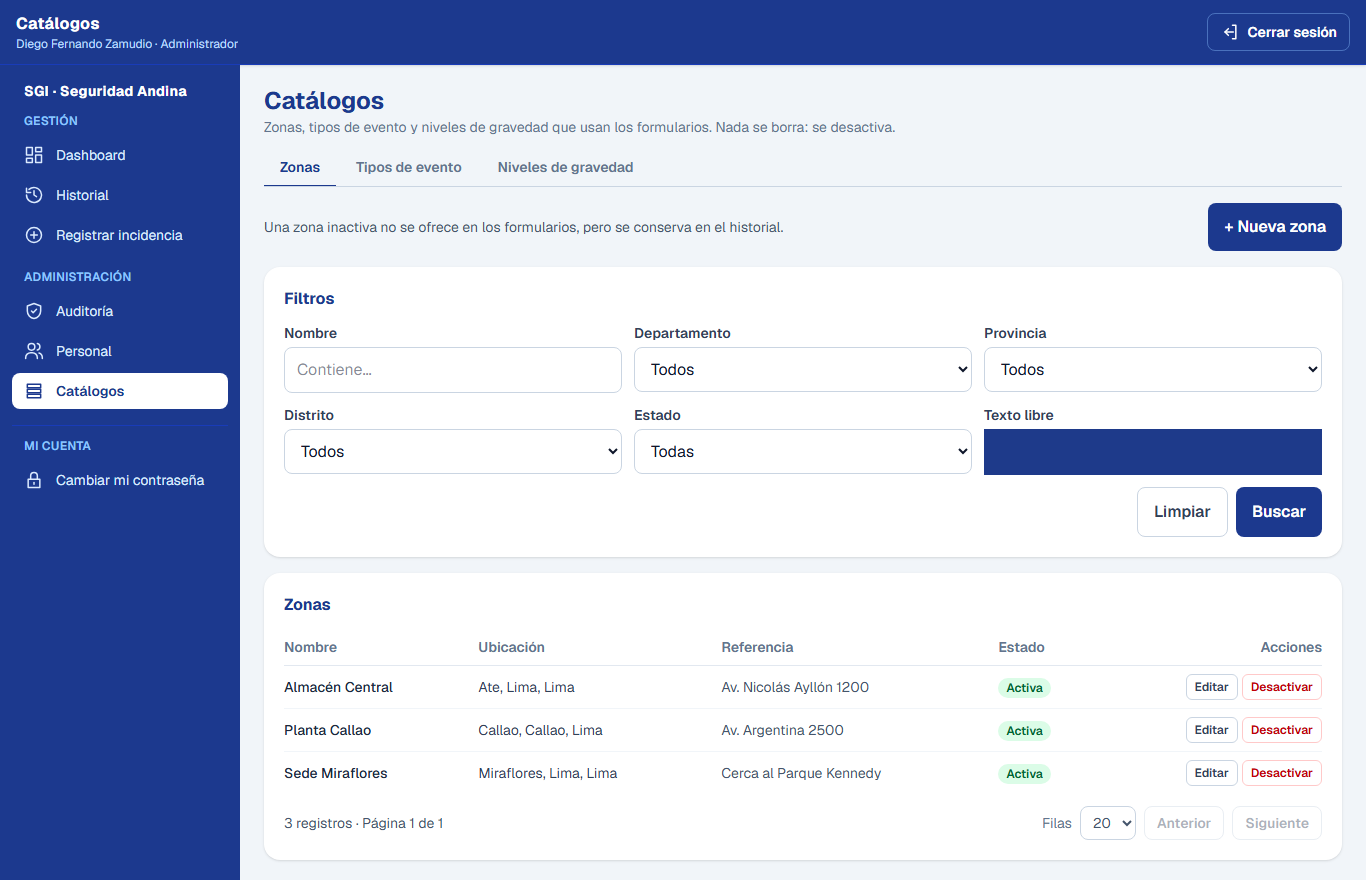 Catálogos
Diego Fernando Zamudio · Administrador
Cerrar sesión
SGI · Seguridad Andina
GESTIÓN
Dashboard
Historial
Registrar incidencia
ADMINISTRACIÓN
Auditoría
Personal
Catálogos
MI CUENTA
Cambiar mi contraseña
Catálogos
Zonas, tipos de evento y niveles de gravedad que usan los formularios. Nada se borra: se desactiva.
Zonas Tipos de evento Niveles de gravedad
Una zona inactiva no se ofrece en los formularios, pero se conserva en el historial.
+ Nueva zona
Filtros
Nombre Departamento Provincia
Contiene... Todos Todos
Distrito Estado Texto libre
Todos Todas
Limpiar Buscar
Zonas
Nombre Ubicación Referencia Estado Acciones
Almacén Central Ate, Lima, Lima Av. Nicolás Ayllón 1200 Activa Editar Desactivar
Planta Callao Callao, Callao, Lima Av. Argentina 2500 Activa Editar Desactivar
Sede Miraflores Miraflores, Lima, Lima Cerca al Parque Kennedy Activa Editar Desactivar
3 registros · Página 1 de 1 Filas 20 Anterior Siguiente